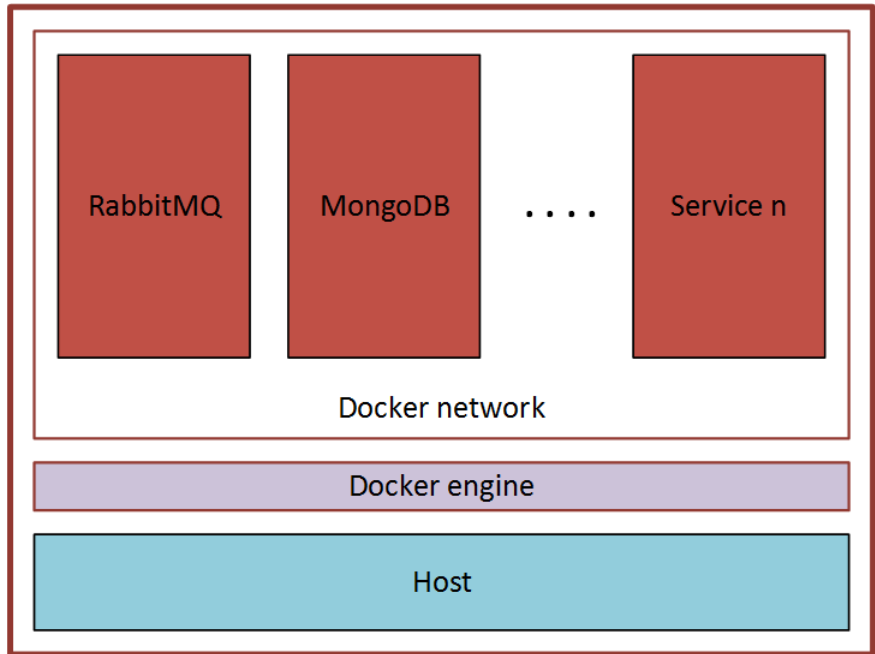 RabbitMQ
MongoDB
. . . .
Service n
Docker network
Docker engine
Host